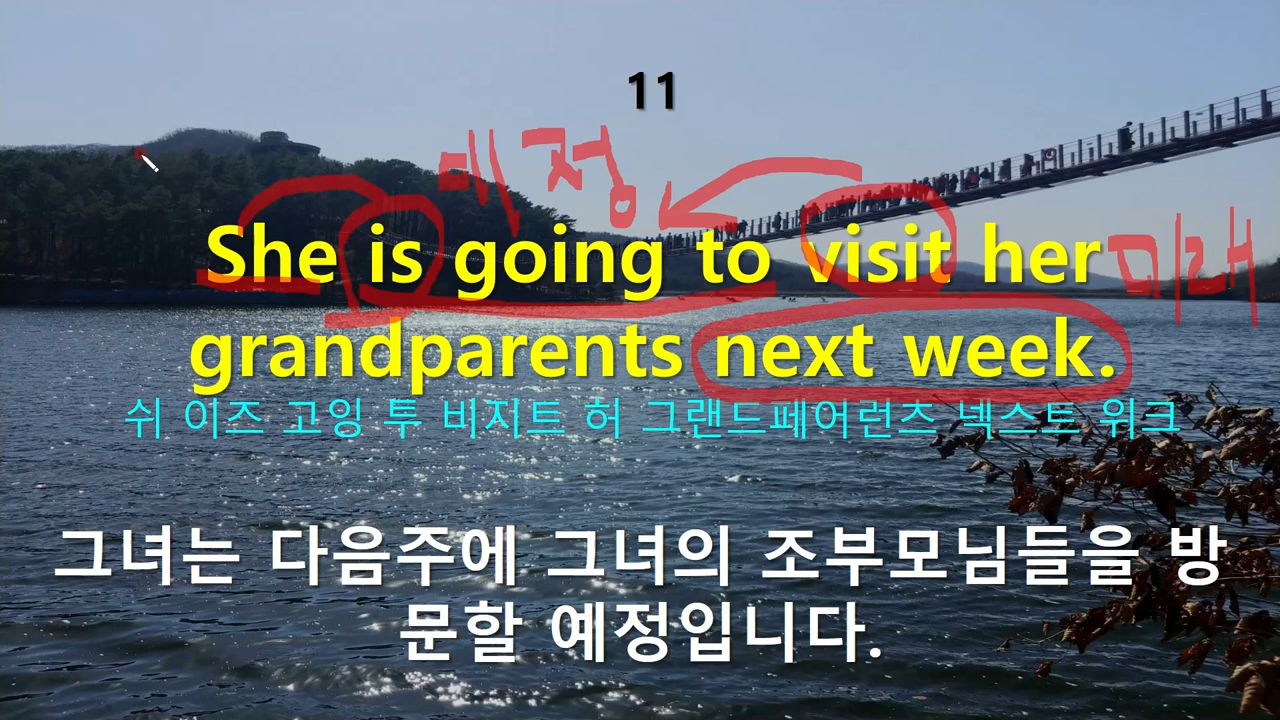 11
예정
She is going to visit her
미래
grandparents next week.
쉬 이즈 고잉 투 비지트 허 그랜드페어런츠 넥스트 위크
그녀는 다음주에 그녀의 조부모님들을 방
문할 예정입니다.